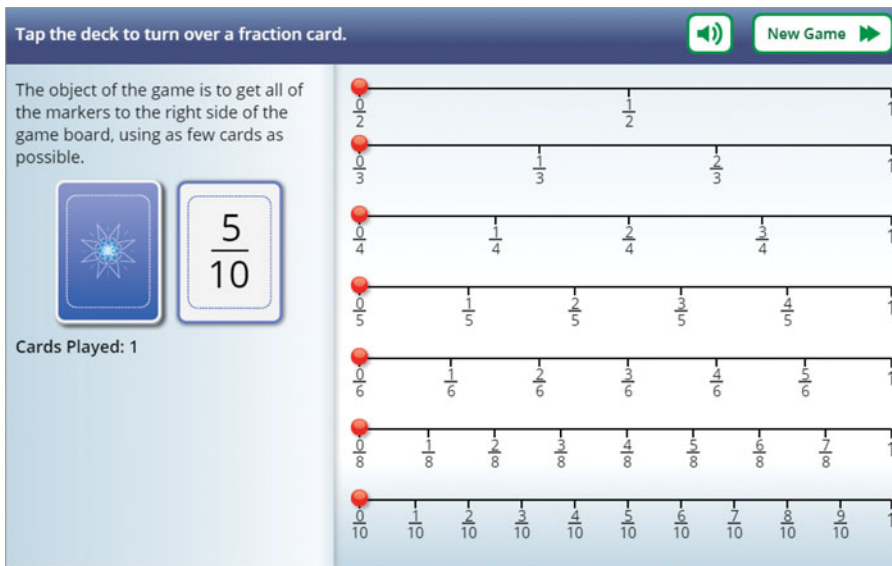 Tap the deck to turn over a fraction card.
New Game
The object of the game is to get all of
the markers to the right side of the
game board, using as few cards as
possible.
5/10
Cards Played: 1
0/2 1/2 1
0/3 1/3 2/3 1
0/4 1/4 2/4 3/4 1
0/5 1/5 2/5 3/5 4/5 1
0/6 1/6 2/6 3/6 4/6 5/6 1
0/8 1/8 2/8 3/8 4/8 5/8 6/8 7/8 1
0/10 1/10 2/10 3/10 4/10 5/10 6/10 7/10 8/10 9/10 1